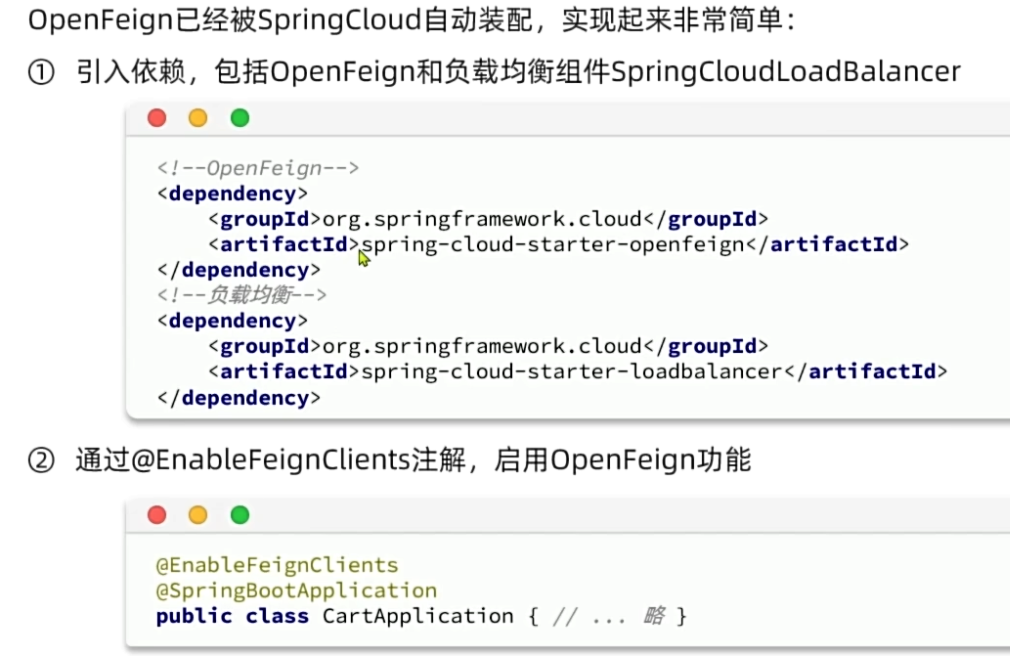 OpenFeign已经被SpringCloud自动装配，实现起来非常简单：
① 引入依赖，包括OpenFeign和负载均衡组件SpringCloudLoadBalancer
<!--OpenFeign-->
<dependency>
    <groupId>org.springframework.cloud</groupId>
    <artifactId>spring-cloud-starter-openfeign</artifactId>
</dependency>
<!--负载均衡-->
<dependency>
    <groupId>org.springframework.cloud</groupId>
    <artifactId>spring-cloud-starter-loadbalancer</artifactId>
</dependency>
② 通过@EnableFeignClients注解，启用OpenFeign功能
@EnableFeignClients
@SpringBootApplication
public class CartApplication { // ... 略 }